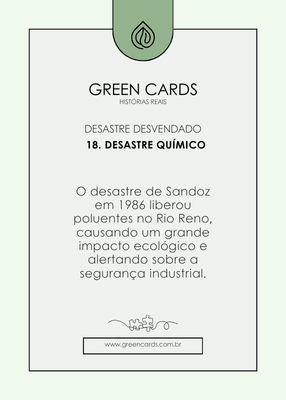 GREEN CARDS
HISTÓRIAS REAIS
DESASTRE DESVENDADO
18. DESASTRE QUÍMICO
O desastre de Sandoz
em 1986 liberou
poluentes no Rio Reno,
causando um grande
impacto ecológico e
alertando sobre a
segurança industrial.
www.greencards.com.br